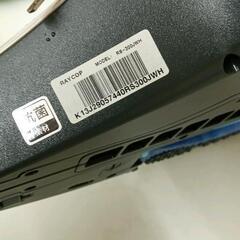 RAYCOP
MODEL: RS-300JWH
K13J29057440RS300JWH
抗菌